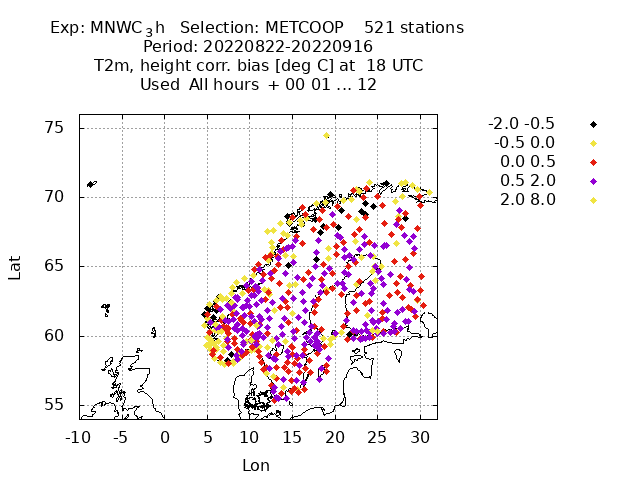 Exp: MNWC3h   Selection: METCOOP    521 stations
Period: 20220822-20220916
T2m, height corr. bias [deg C] at  18 UTC
Used  All hours  + 00 01 ... 12
-2.0 -0.5
-0.5 0.0
0.0 0.5
0.5 2.0
2.0 8.0
75
70
65
60
55
Lat
-10 -5 0 5 10 15 20 25 30
Lon